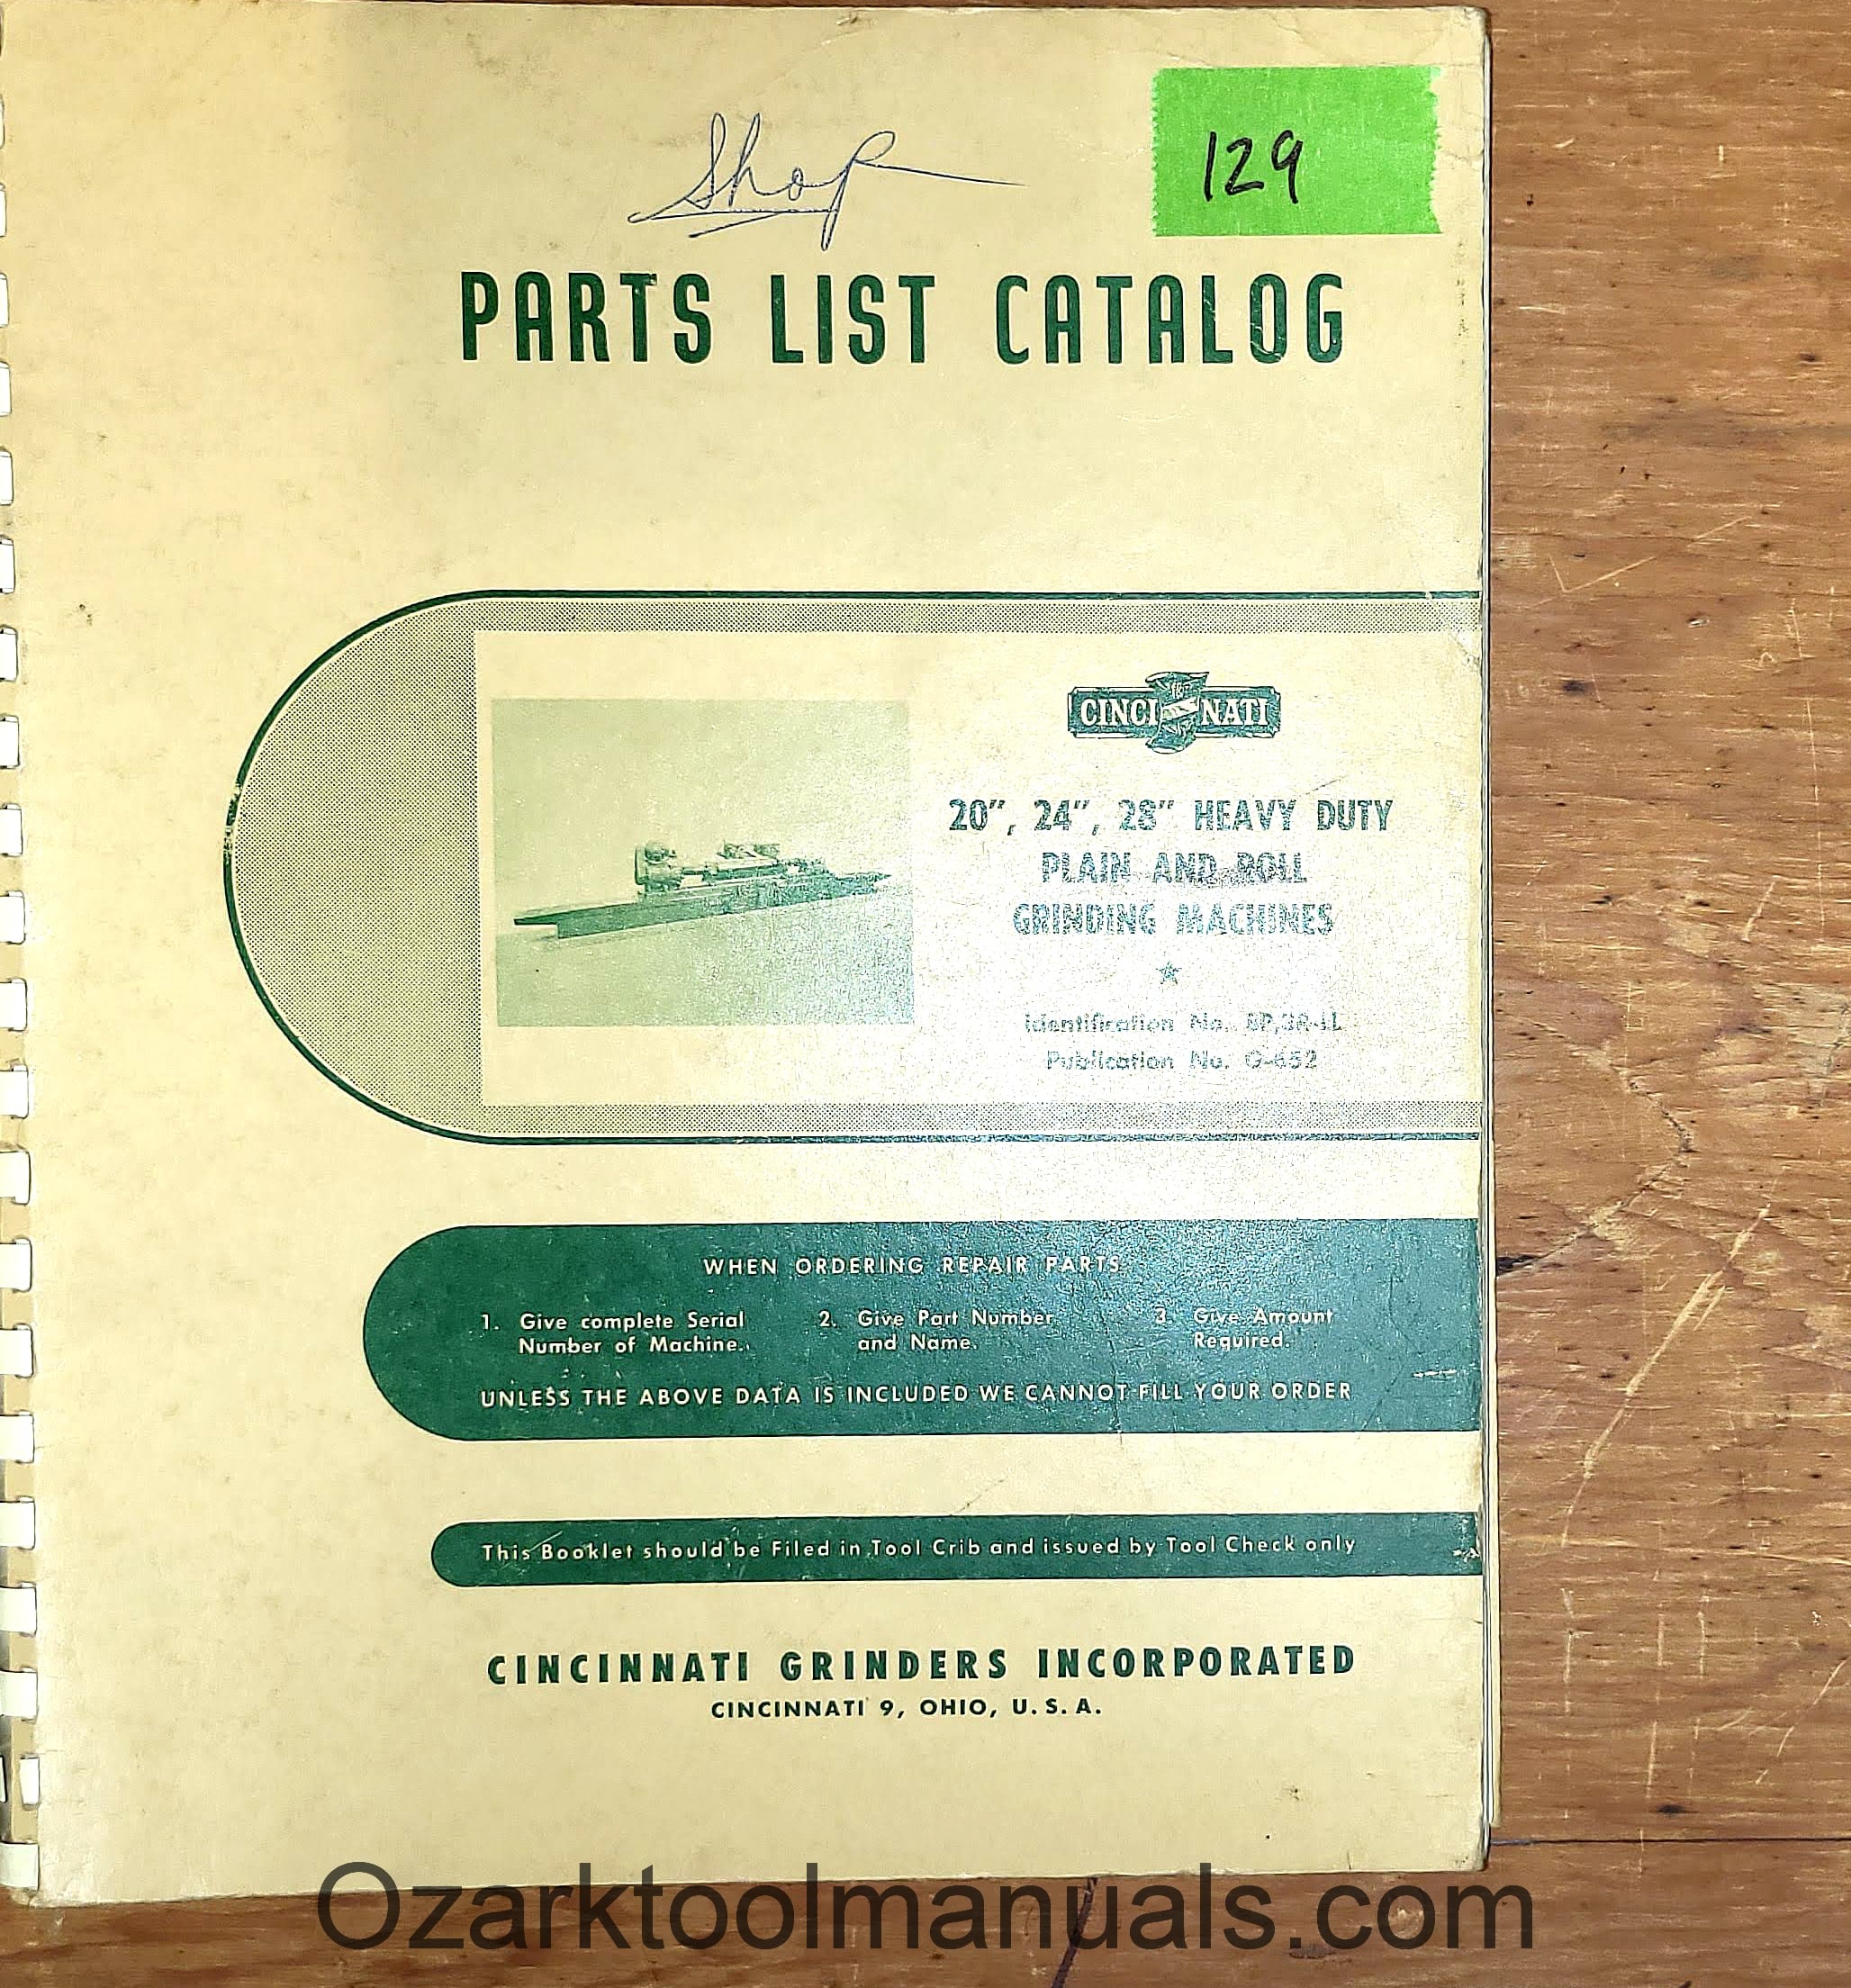 Shop
129
PARTS LIST CATALOG
CINCINNATI
20", 24", 28" HEAVY DUTY
PLAIN AND ROLL
GRINDING MACHINES
Identification No.
Publication No. G-652
WHEN ORDERING REPAIR PARTS
1. Give complete Serial
Number of Machine.
2. Give Part Number
and Name.
3. Give Amount
Required.
UNLESS THE ABOVE DATA IS INCLUDED WE CANNOT FILL YOUR ORDER
This Booklet should be Filed in Tool Crib and issued by Tool Check only
CINCINNATI GRINDERS INCORPORATED
CINCINNATI 9, OHIO, U. S. A.
Ozarktoolmanuals.com